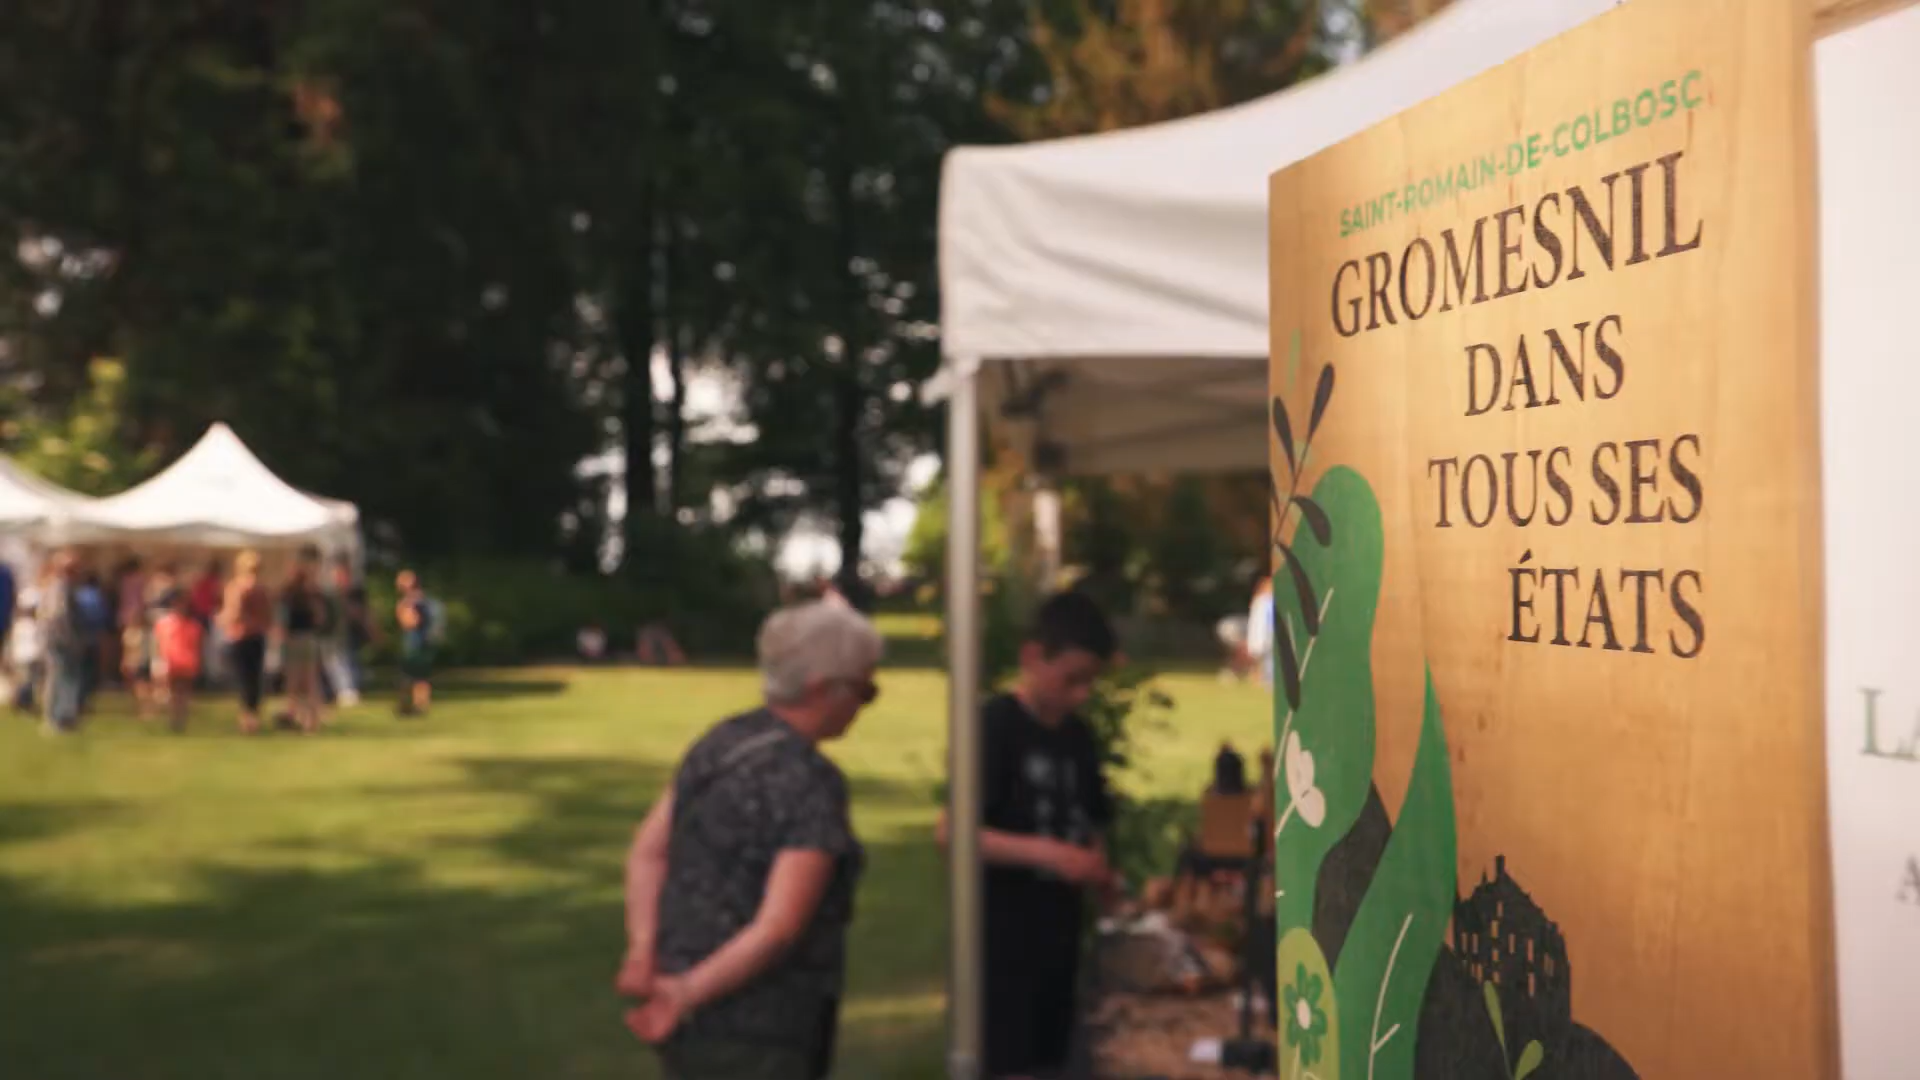 SAINT-ROMAIN-DE-COLBOSC
GROMESNIL
DANS
TOUS SES
ÉTATS